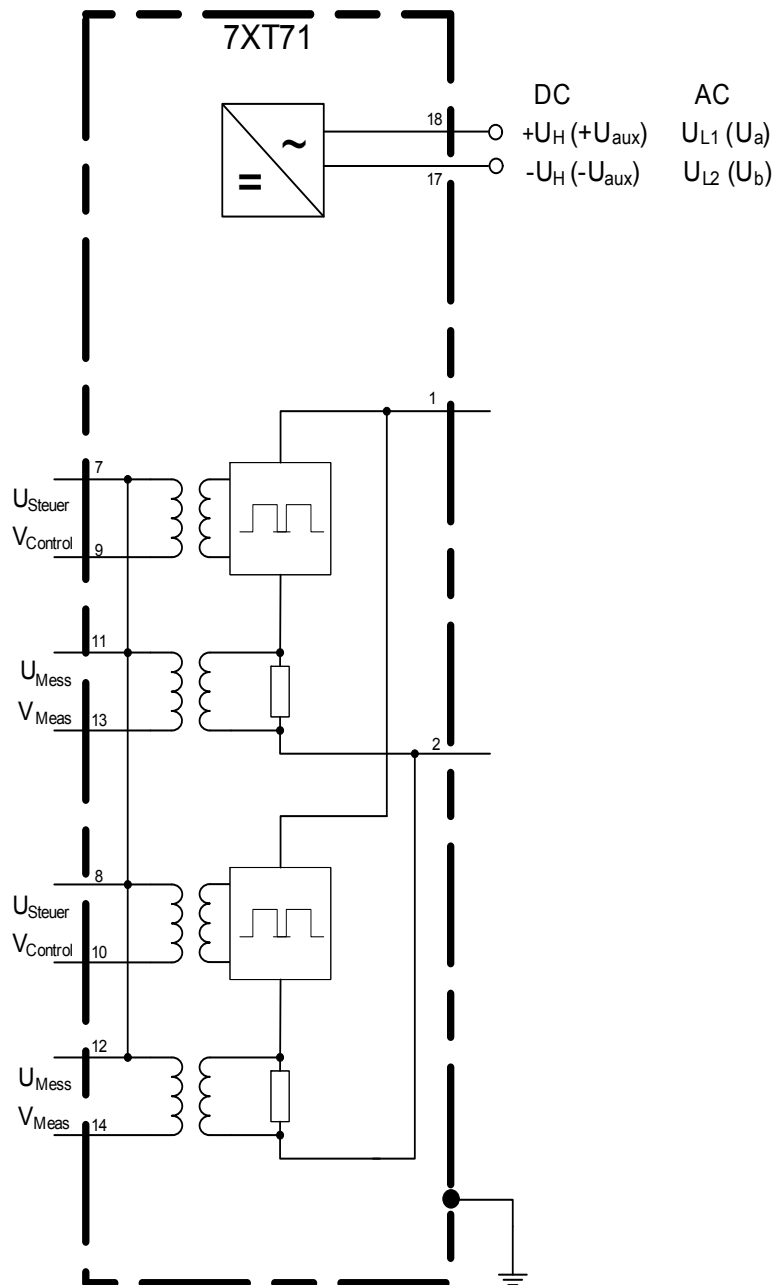 7XT71
DC AC
18 +U_H (+U_aux) U_L1 (U_a)
17 -U_H (-U_aux) U_L2 (U_b)
~
=
1
7
U_Steuer
V_Control
9
11
U_Mess
V_Meas
13
2
8
U_Steuer
V_Control
10
12
U_Mess
V_Meas
14